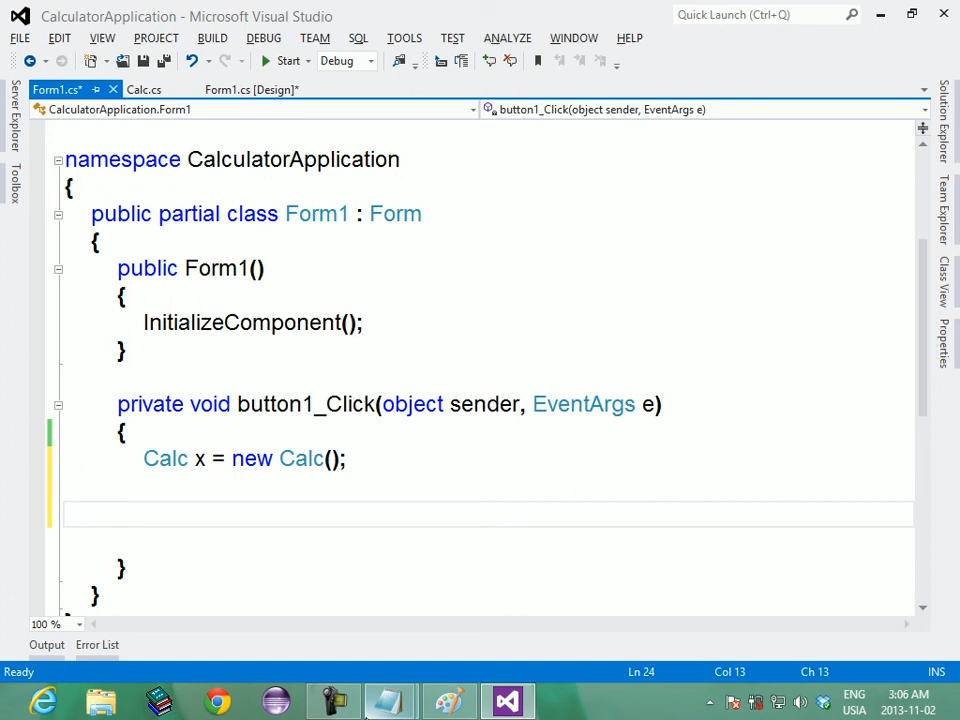 CalculatorApplication - Microsoft Visual Studio
Quick Launch (Ctrl+Q)
FILE EDIT VIEW PROJECT BUILD DEBUG TEAM SQL TOOLS TEST ANALYZE WINDOW HELP
Start Debug
Form1.cs* Calc.cs Form1.cs [Design]*
CalculatorApplication.Form1 button1_Click(object sender, EventArgs e)
Server Explorer
Toolbox
Solution Explorer
Team Explorer
Class View
Properties
namespace CalculatorApplication
{
public partial class Form1 : Form
{
public Form1()
{
InitializeComponent();
}
private void button1_Click(object sender, EventArgs e)
{
Calc x = new Calc();
}
}
100 %
Output Error List
Ready Ln 24 Col 13 Ch 13 INS
ENG 3:06 AM
USIA 2013-11-02